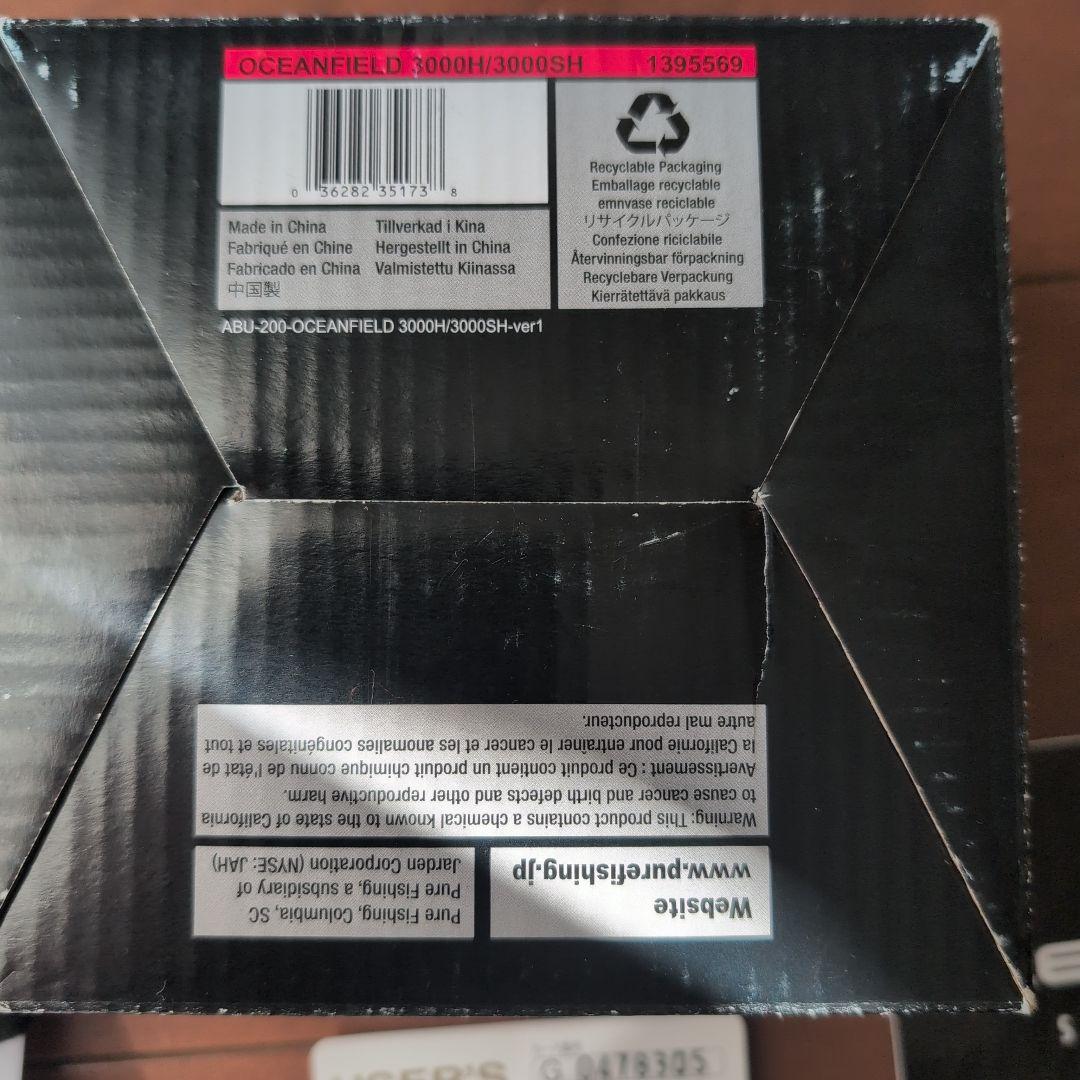 OCEANFIELD 3000H/3000SH 1395569
0 36282 35173 8
Recyclable Packaging
Emballage recyclable
emnvase reciclable
リサイクルパッケージ
Confezione riciclabile
Återvinningsbar förpackning
Recyclebare Verpackung
Kierrätettävä pakkaus
Made in China Tillverkad i Kina
Fabriqué en Chine Hergestellt in China
Fabricado en China Valmistettu Kiinassa
中国製
ABU-200-OCEANFIELD 3000H/3000SH-ver1
Website
www.purefishing.jp
Pure Fishing, Columbia, SC
Pure Fishing, a subsidiary of
Jarden Corporation (NYSE: JAH)
Warning: This product contains a chemical known to the state of California
to cause cancer and birth defects and other reproductive harm.
Avertissement : Ce produit contient un produit chimique connu de l'état de
la Californie pour entraîner le cancer et les anomalies congénitales et tout
autre mal reproducteur.
USER'S
G 0478305
S